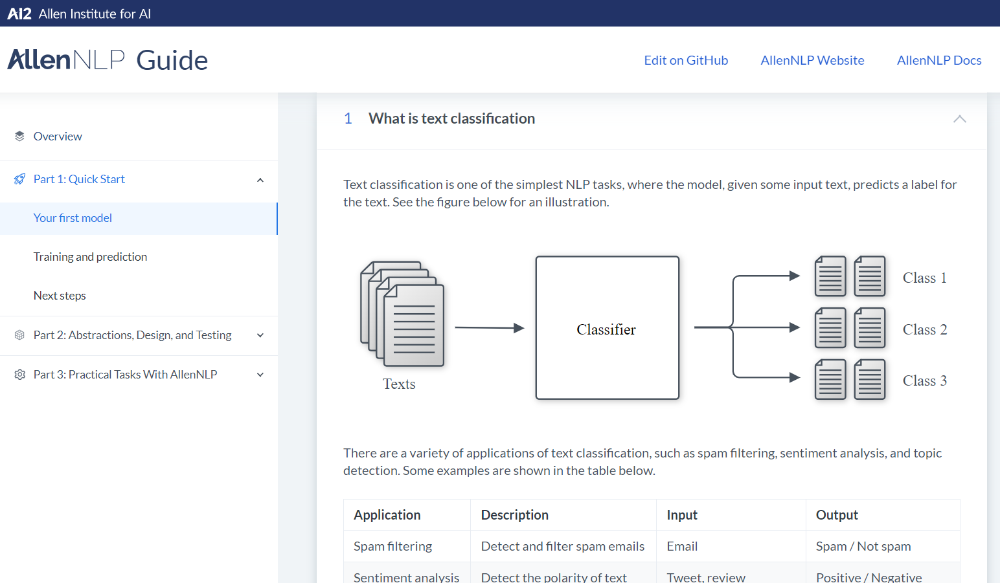 AI2 Allen Institute for AI
AllenNLP Guide
Edit on GitHub
AllenNLP Website
AllenNLP Docs
Overview
Part 1: Quick Start
Your first model
Training and prediction
Next steps
Part 2: Abstractions, Design, and Testing
Part 3: Practical Tasks With AllenNLP
1 What is text classification
Text classification is one of the simplest NLP tasks, where the model, given some input text, predicts a label for
the text. See the figure below for an illustration.
Texts
Classifier
Class 1
Class 2
Class 3
There are a variety of applications of text classification, such as spam filtering, sentiment analysis, and topic
detection. Some examples are shown in the table below.
Application Description Input Output
Spam filtering Detect and filter spam emails Email Spam / Not spam
Sentiment analysis Detect the polarity of text Tweet, review Positive / Negative